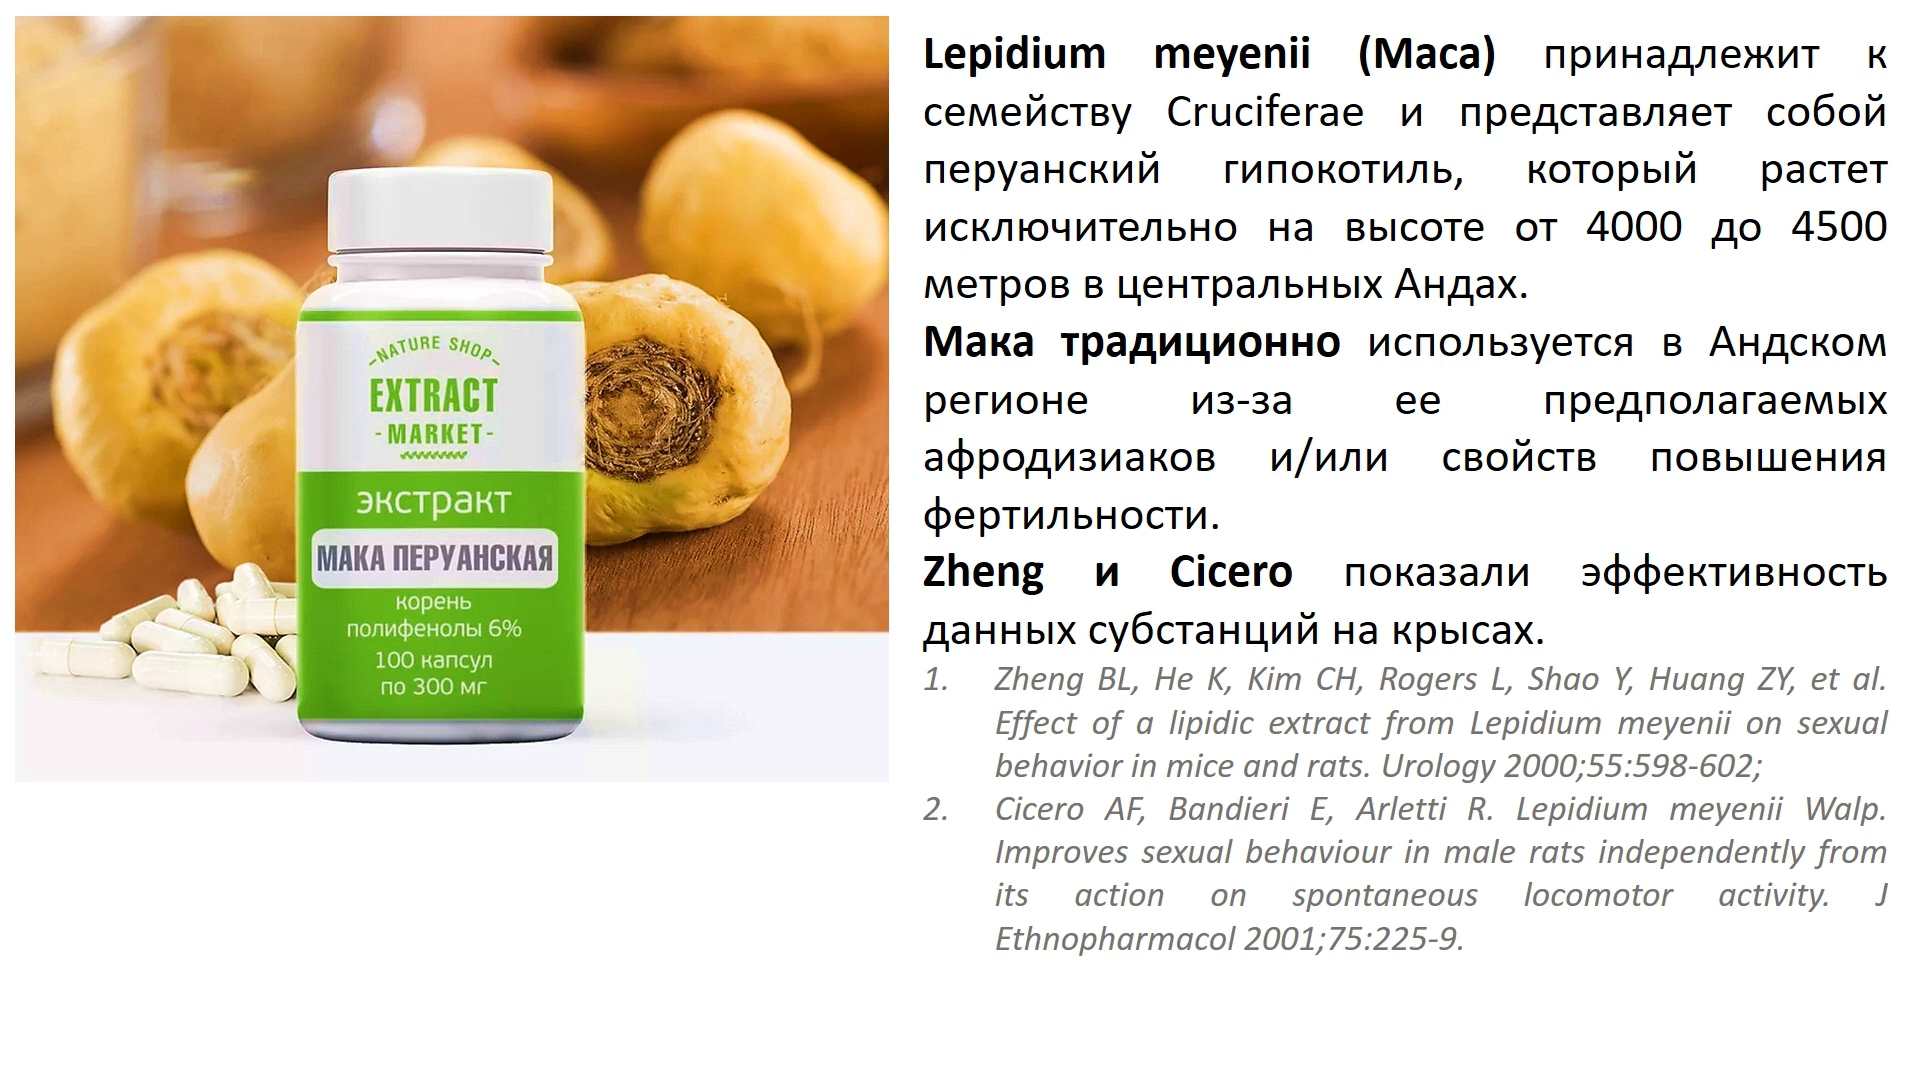 NATURE SHOP
EXTRACT
- MARKET -
экстракт
МАКА ПЕРУАНСКАЯ
корень
полифенолы 6%
100 капсул
по 300 мг
Lepidium meyenii (Maca) принадлежит к
семейству Cruciferae и представляет собой
перуанский гипокотиль, который растет
исключительно на высоте от 4000 до 4500
метров в центральных Андах.
Мака традиционно используется в Андском
регионе из-за ее предполагаемых
афродизиаков и/или свойств повышения
фертильности.
Zheng и Cicero показали эффективность
данных субстанций на крысах.
1. Zheng BL, He K, Kim CH, Rogers L, Shao Y, Huang ZY, et al.
Effect of a lipidic extract from Lepidium meyenii on sexual
behavior in mice and rats. Urology 2000;55:598-602;
2. Cicero AF, Bandieri E, Arletti R. Lepidium meyenii Walp.
Improves sexual behaviour in male rats independently from
its action on spontaneous locomotor activity. J
Ethnopharmacol 2001;75:225-9.